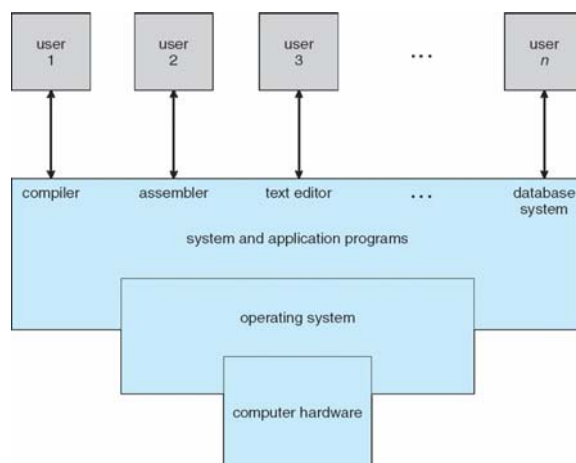 user
1
user
2
user
3
...
user
n
compiler
assembler
text editor
...
database
system
system and application programs
operating system
computer hardware